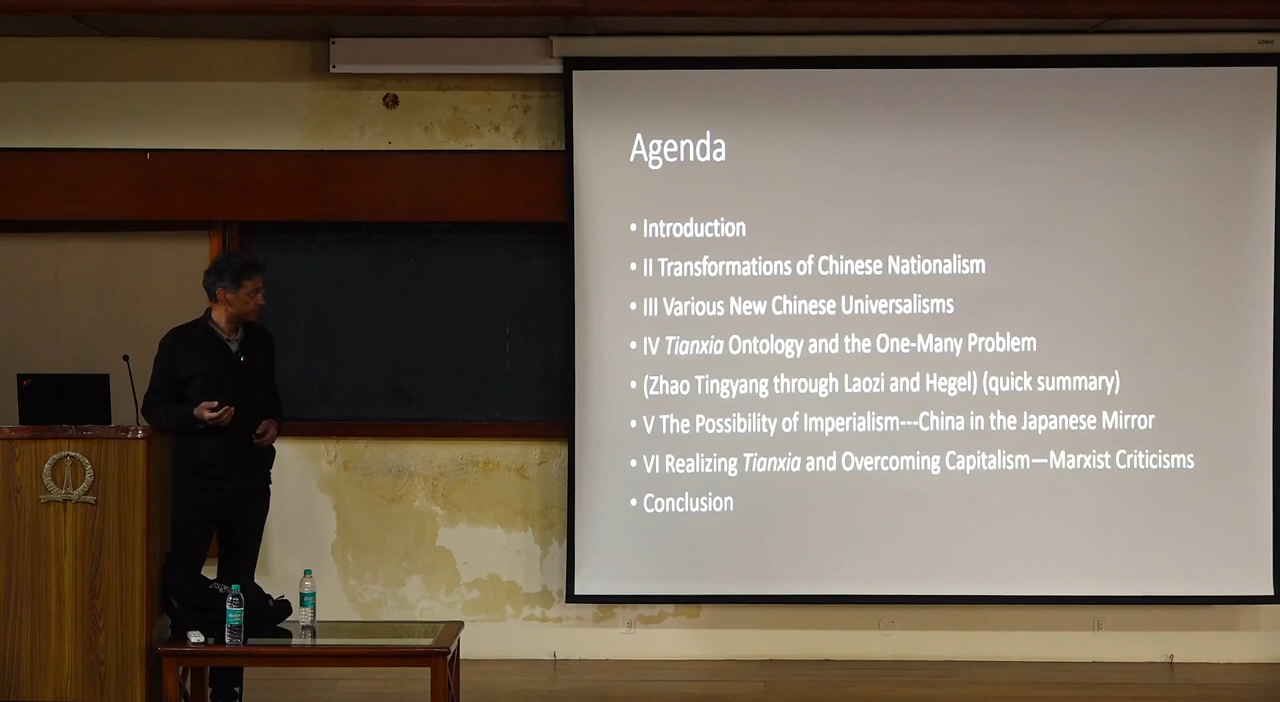 LOGIC
Agenda
• Introduction
• II Transformations of Chinese Nationalism
• III Various New Chinese Universalisms
• IV Tianxia Ontology and the One-Many Problem
• (Zhao Tingyang through Laozi and Hegel) (quick summary)
• V The Possibility of Imperialism---China in the Japanese Mirror
• VI Realizing Tianxia and Overcoming Capitalism—Marxist Criticisms
• Conclusion